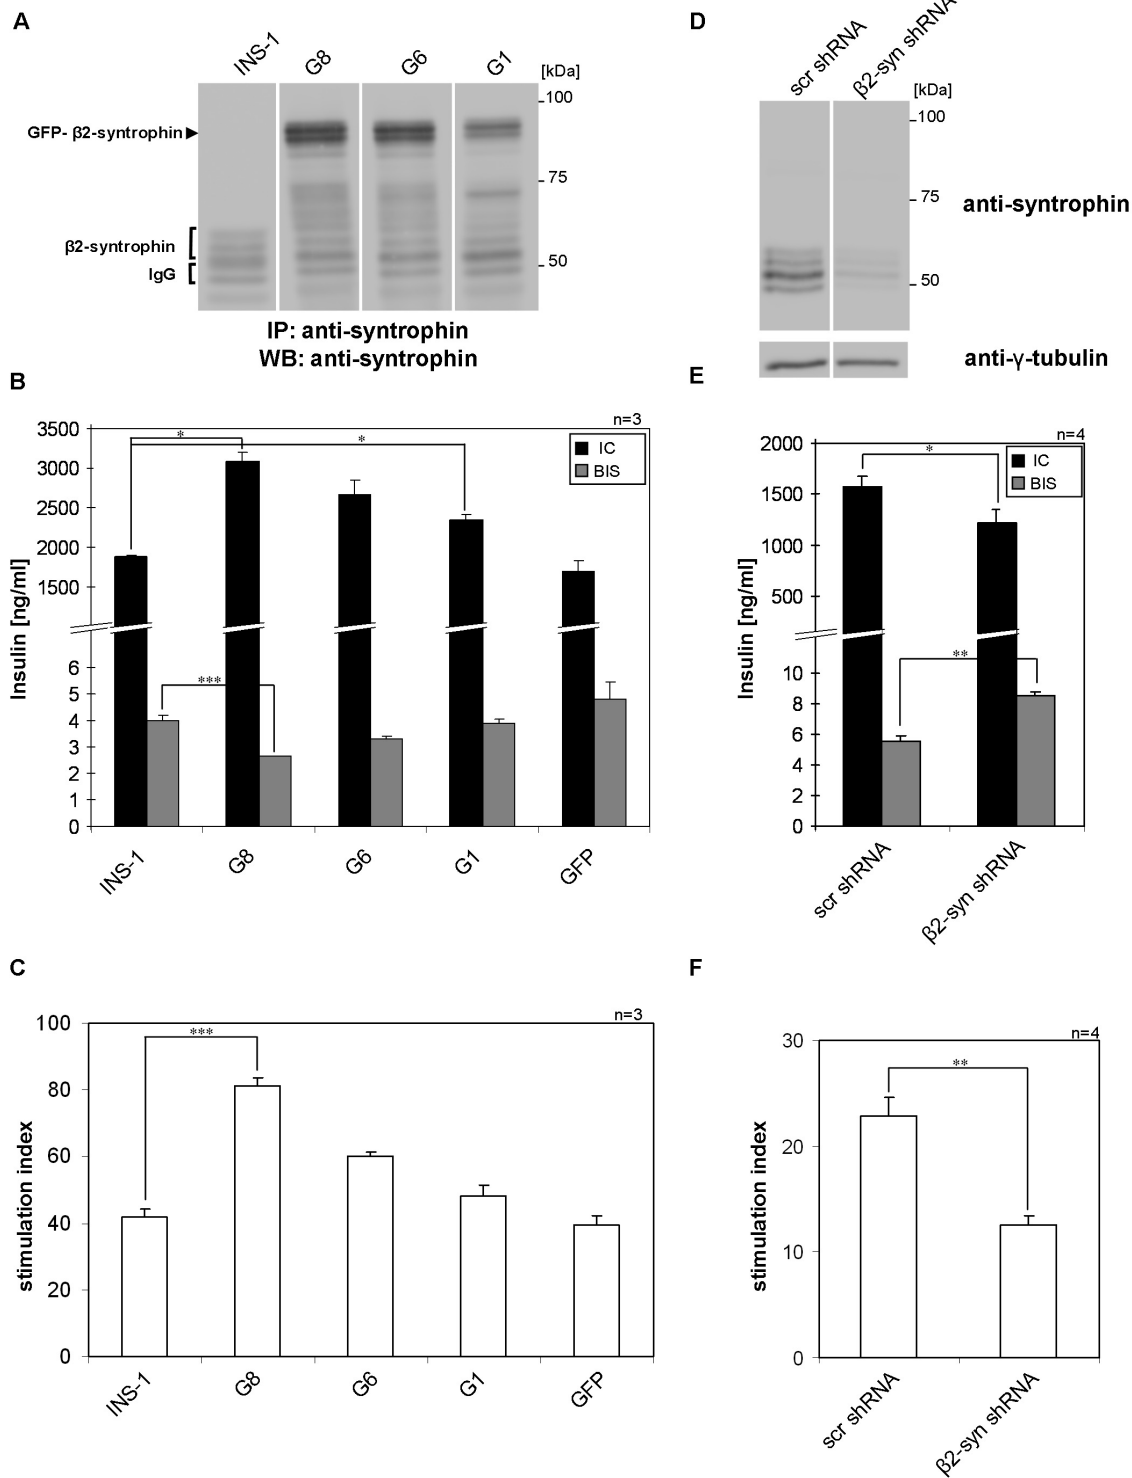 A
INS-1
G8
G6
G1
[kDa]
100
GFP- β2-syntrophin
75
β2-syntrophin
50
IgG
IP: anti-syntrophin
WB: anti-syntrophin
D
scr shRNA
β2-syn shRNA
[kDa]
100
75
anti-syntrophin
50
anti-γ-tubulin
B
n=3
3500
3000
2500
2000
1500
6
5
4
3
2
1
0
Insulin [ng/ml]
IC
BIS
*
*
***
INS-1
G8
G6
G1
GFP
E
n=4
2000
1500
1000
500
10
8
6
4
2
0
Insulin [ng/ml]
IC
BIS
*
**
scr shRNA
β2-syn shRNA
C
n=3
100
80
60
40
20
0
stimulation index
***
INS-1
G8
G6
G1
GFP
F
n=4
30
20
10
0
stimulation index
**
scr shRNA
β2-syn shRNA